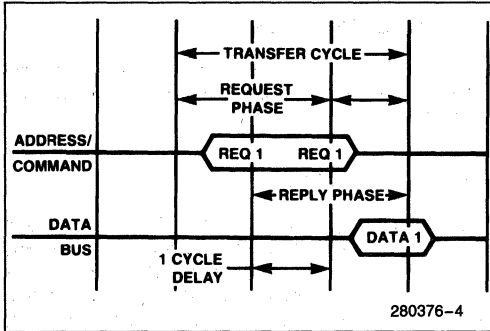 TRANSFER CYCLE
REQUEST
PHASE
ADDRESS/
COMMAND
REQ 1
REQ 1
REPLY PHASE
DATA
BUS
DATA 1
1 CYCLE
DELAY
280376-4